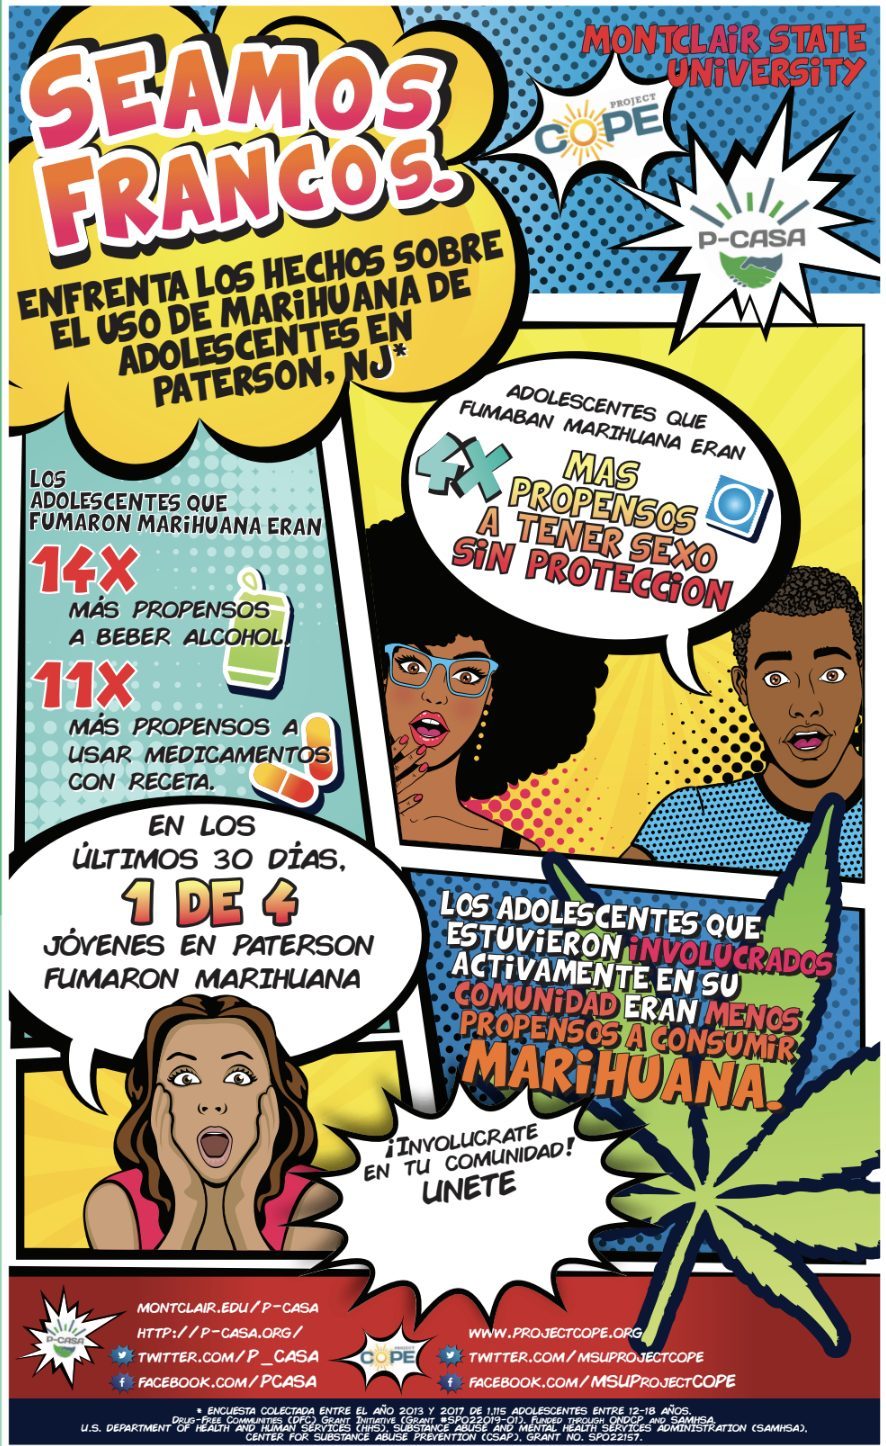 SEAMOS
FRANCOS.
ENFRENTA LOS HECHOS SOBRE
EL USO DE MARIHUANA DE
ADOLESCENTES EN
PATERSON, NJ*
MONTCLAIR STATE
UNIVERSITY
PROJECT
COPE
P-CASA
LOS
ADOLESCENTES QUE
FUMARON MARIHUANA ERAN
14X
MÁS PROPENSOS
A BEBER ALCOHOL.
11X
MÁS PROPENSOS A
USAR MEDICAMENTOS
CON RECETA.
ADOLESCENTES QUE
FUMABAN MARIHUANA ERAN
4X
MAS
PROPENSOS
A TENER SEXO
SIN PROTECCION
EN LOS
ÚLTIMOS 30 DÍAS,
1 DE 4
JÓVENES EN PATERSON
FUMARON MARIHUANA
LOS ADOLESCENTES QUE
ESTUVIERON INVOLUCRADOS
ACTIVAMENTE EN SU
COMUNIDAD ERAN MENOS
PROPENSOS A CONSUMIR
MARIHUANA.
¡INVOLUCRATE
EN TU COMUNIDAD!
UNETE
P-CASA
MONTCLAIR.EDU/P-CASA
HTTP://P-CASA.ORG/
TWITTER.COM/P_CASA
FACEBOOK.COM/PCASA
PROJECT
COPE
WWW.PROJECTCOPE.ORG
TWITTER.COM/MSUPROJECTCOPE
FACEBOOK.COM/MSUPROJECTCOPE
* ENCUESTA COLECTADA ENTRE EL AÑO 2013 Y 2017 DE 1,115 ADOLESCENTES ENTRE 12-18 AÑOS.
DRUG-FREE COMMUNITIES (DFC) GRANT INITIATIVE (GRANT #SP022019-01). FUNDED THROUGH ONDCP AND SAMHSA.
U.S. DEPARTMENT OF HEALTH AND HUMAN SERVICES (HHS), SUBSTANCE ABUSE AND MENTAL HEALTH SERVICES ADMINISTRATION (SAMHSA),
CENTER FOR SUBSTANCE ABUSE PREVENTION (CSAP), GRANT NO. SP022157.